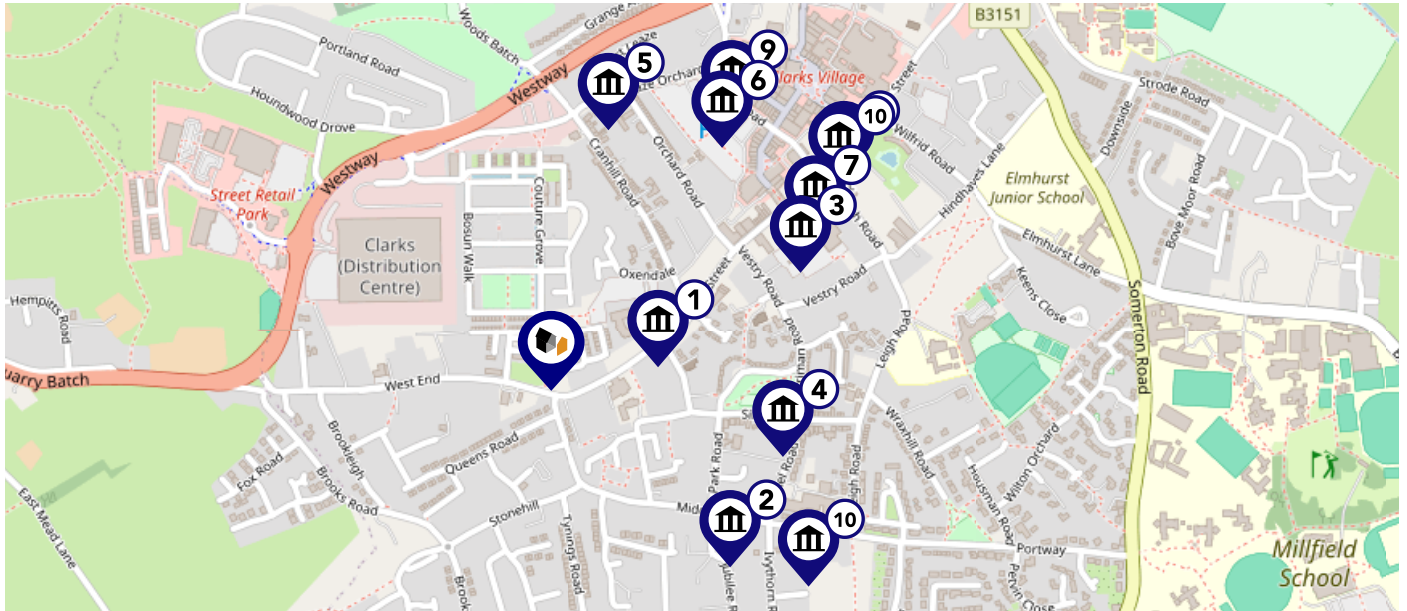 B3151
Woods Batch
Grange A
Portland Road
Houndwood Drove
Westway
Westway
5
9
6
Clarks Village
Street
10
Wilfrid Road
Hindhayes Lane
Strode Road
Downside
Bove Moor Road
Elmhurst
Junior School
Elmhurst Lane
Street Retail
Park
Clarks
(Distribution
Centre)
Couture Grove
Bosun Walk
Cranhill Road
Orchard Road
7
3
Oxendale
Street
Vestry Road
Vestry Road
Keens Close
Somerton Road
Leigh Road
Hempitts Road
1
uarry Batch
West End
4
Brookleigh
Brooks Road
Fox Road
Queens Road
Stonehill
Tynings Road
Park Road
Wraxhill Road
Housman Road
Wilton Orchard
East Mead Lane
2
10
Ivythorn R
Portway
Pervin Close
Millfield
School